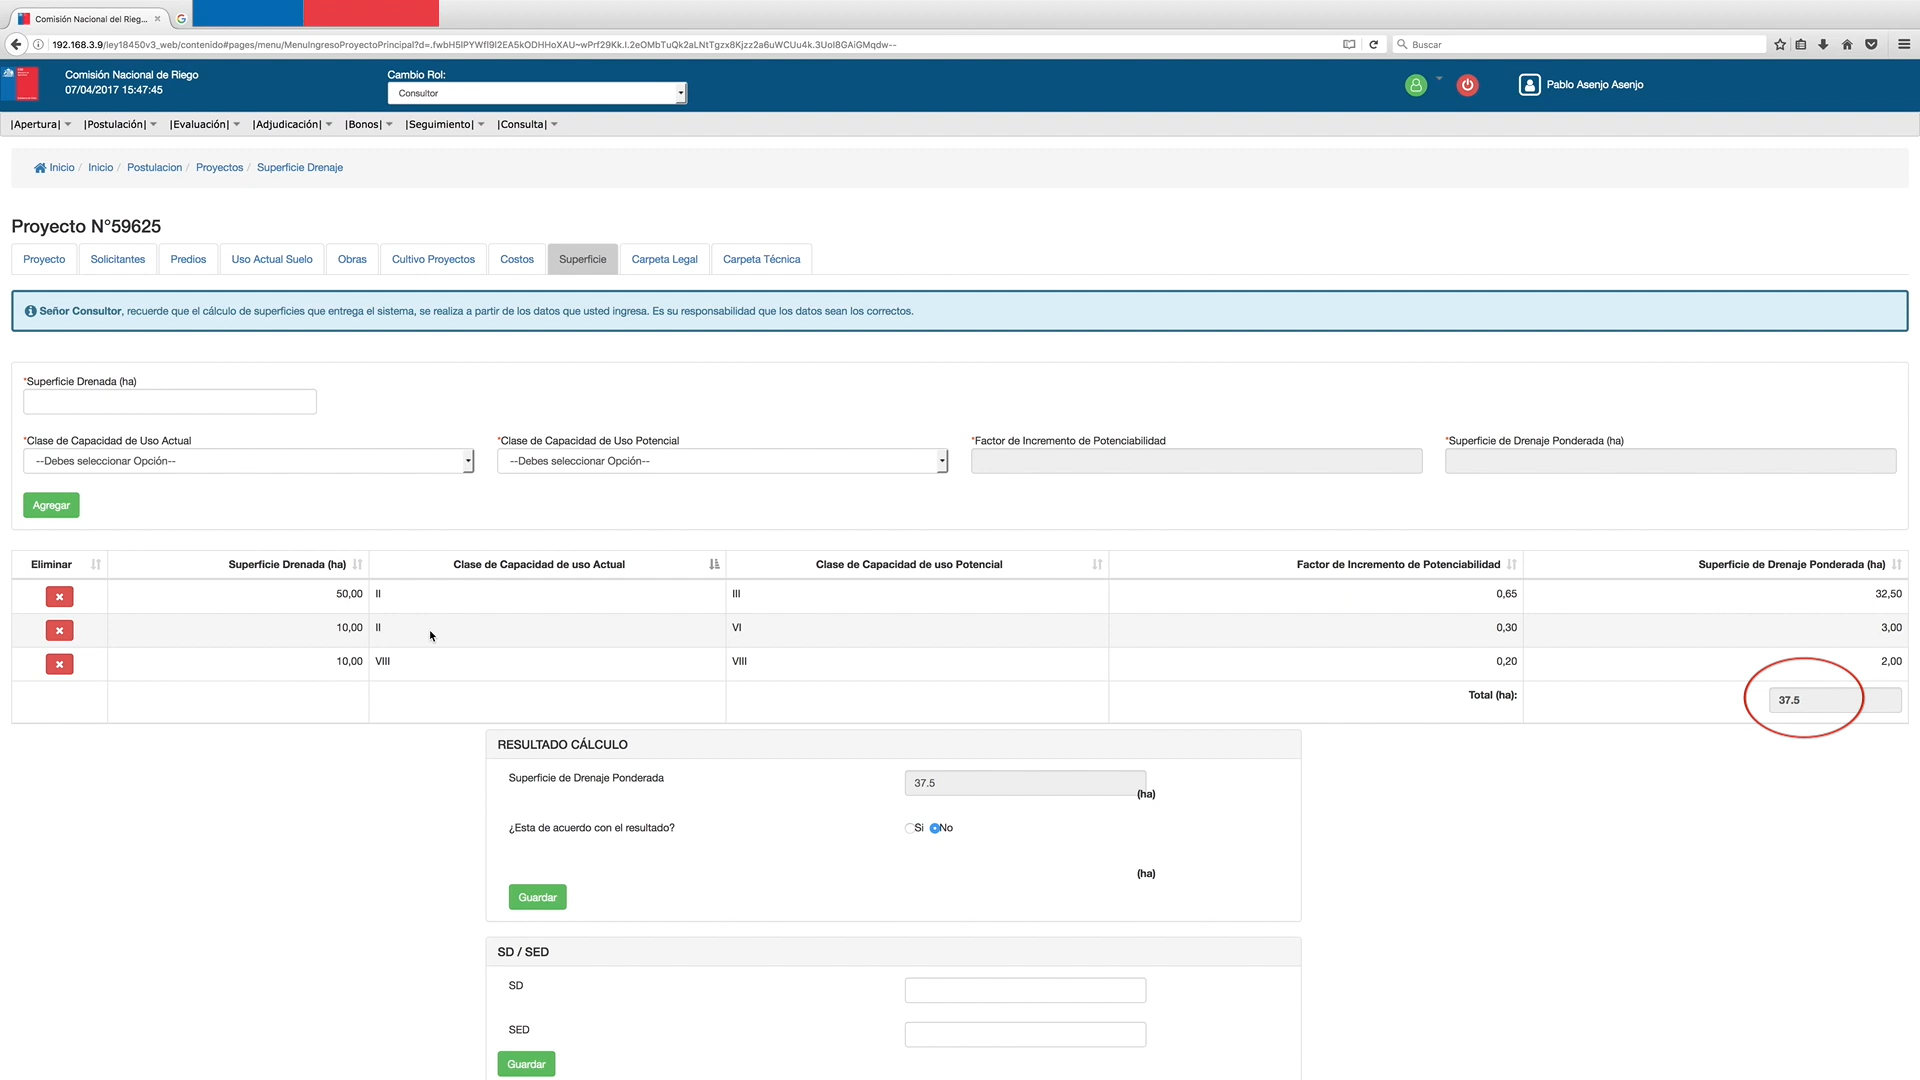 Comisión Nacional del Rieg...
192.168.3.9/ley18450v3_web/contenido#pages/menu/MenuIngresoProyectoPrincipal?d=.fwbH5IPYWfI9I2EA5kODHHoXAU~wPrf29Kk.I.2eOMbTuQk2aLNtTgzx8Kjzz2a6uWCUu4k.3UoI8GAiGMqdw--
Buscar
Comisión Nacional de Riego
07/04/2017 15:47:45
Cambio Rol:
Consultor
Pablo Asenjo Asenjo
|Apertura| |Postulación| |Evaluación| |Adjudicación| |Bonos| |Seguimiento| |Consulta|
Inicio / Inicio / Postulacion / Proyectos / Superficie Drenaje
Proyecto N°59625
Proyecto Solicitantes Predios Uso Actual Suelo Obras Cultivo Proyectos Costos Superficie Carpeta Legal Carpeta Técnica
Señor Consultor, recuerde que el cálculo de superficies que entrega el sistema, se realiza a partir de los datos que usted ingresa. Es su responsabilidad que los datos sean los correctos.
*Superficie Drenada (ha)
*Clase de Capacidad de Uso Actual *Clase de Capacidad de Uso Potencial *Factor de Incremento de Potenciabilidad *Superficie de Drenaje Ponderada (ha)
--Debes seleccionar Opción-- --Debes seleccionar Opción--
Agregar
Eliminar Superficie Drenada (ha) Clase de Capacidad de uso Actual Clase de Capacidad de uso Potencial Factor de Incremento de Potenciabilidad Superficie de Drenaje Ponderada (ha)
50,00 II III 0,65 32,50
10,00 II VI 0,30 3,00
10,00 VIII VIII 0,20 2,00
Total (ha): 37.5
RESULTADO CÁLCULO
Superficie de Drenaje Ponderada 37.5
(ha)
¿Esta de acuerdo con el resultado? Si No
(ha)
Guardar
SD / SED
SD
SED
Guardar